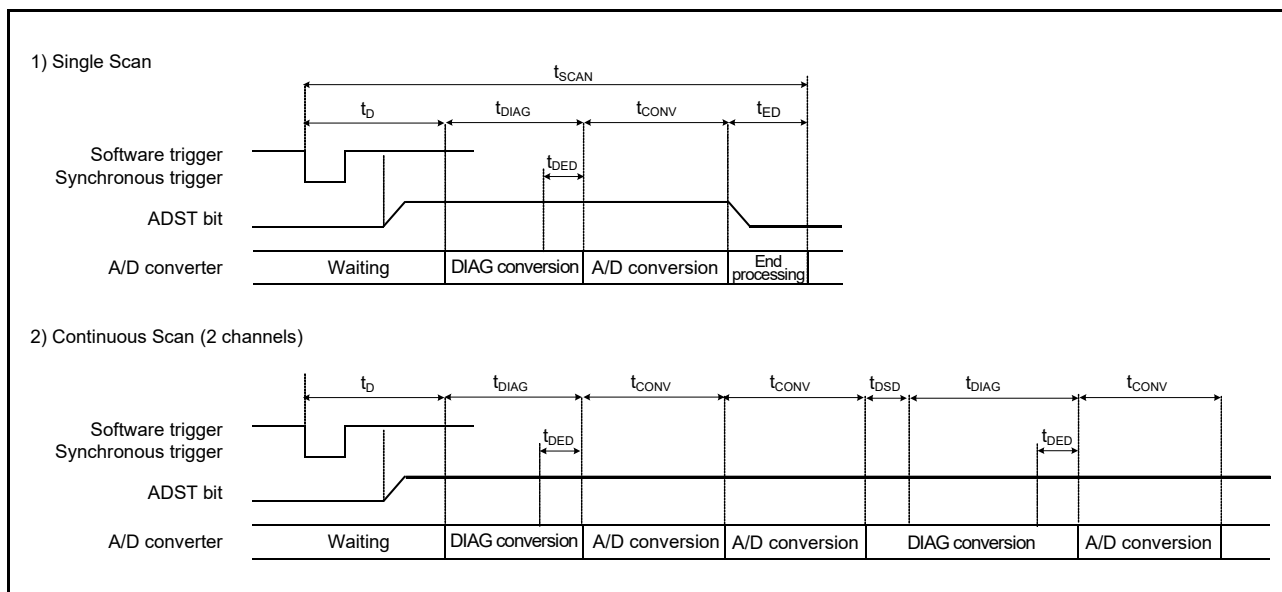 1) Single Scan
tSCAN
tD tDIAG tCONV tED
Software trigger
Synchronous trigger
tDED
ADST bit
A/D converter Waiting DIAG conversion A/D conversion End processing
2) Continuous Scan (2 channels)
tD tDIAG tCONV tCONV tDSD tDIAG tCONV
Software trigger
Synchronous trigger
tDED tDED
ADST bit
A/D converter Waiting DIAG conversion A/D conversion A/D conversion DIAG conversion A/D conversion